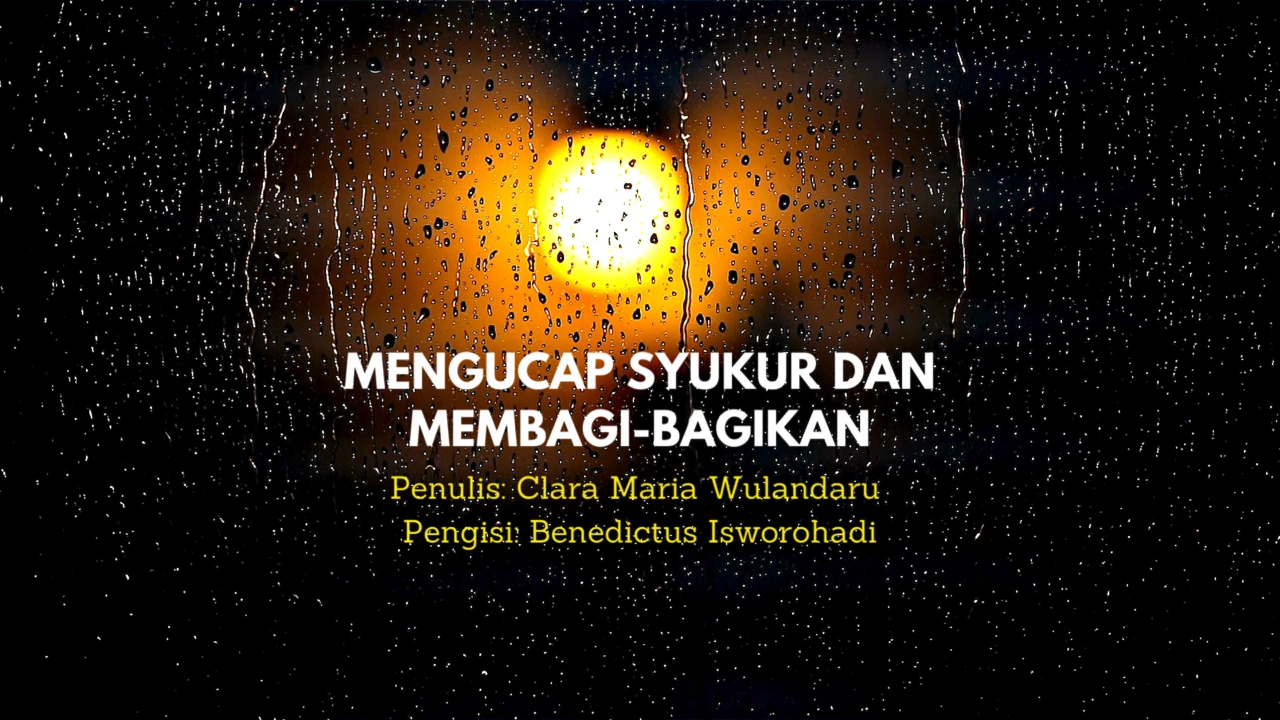 MENGUCAP SYUKUR DAN
MEMBAGI-BAGIKAN
Penulis: Clara Maria Wulandaru
Pengisi: Benedictus Isworohadi